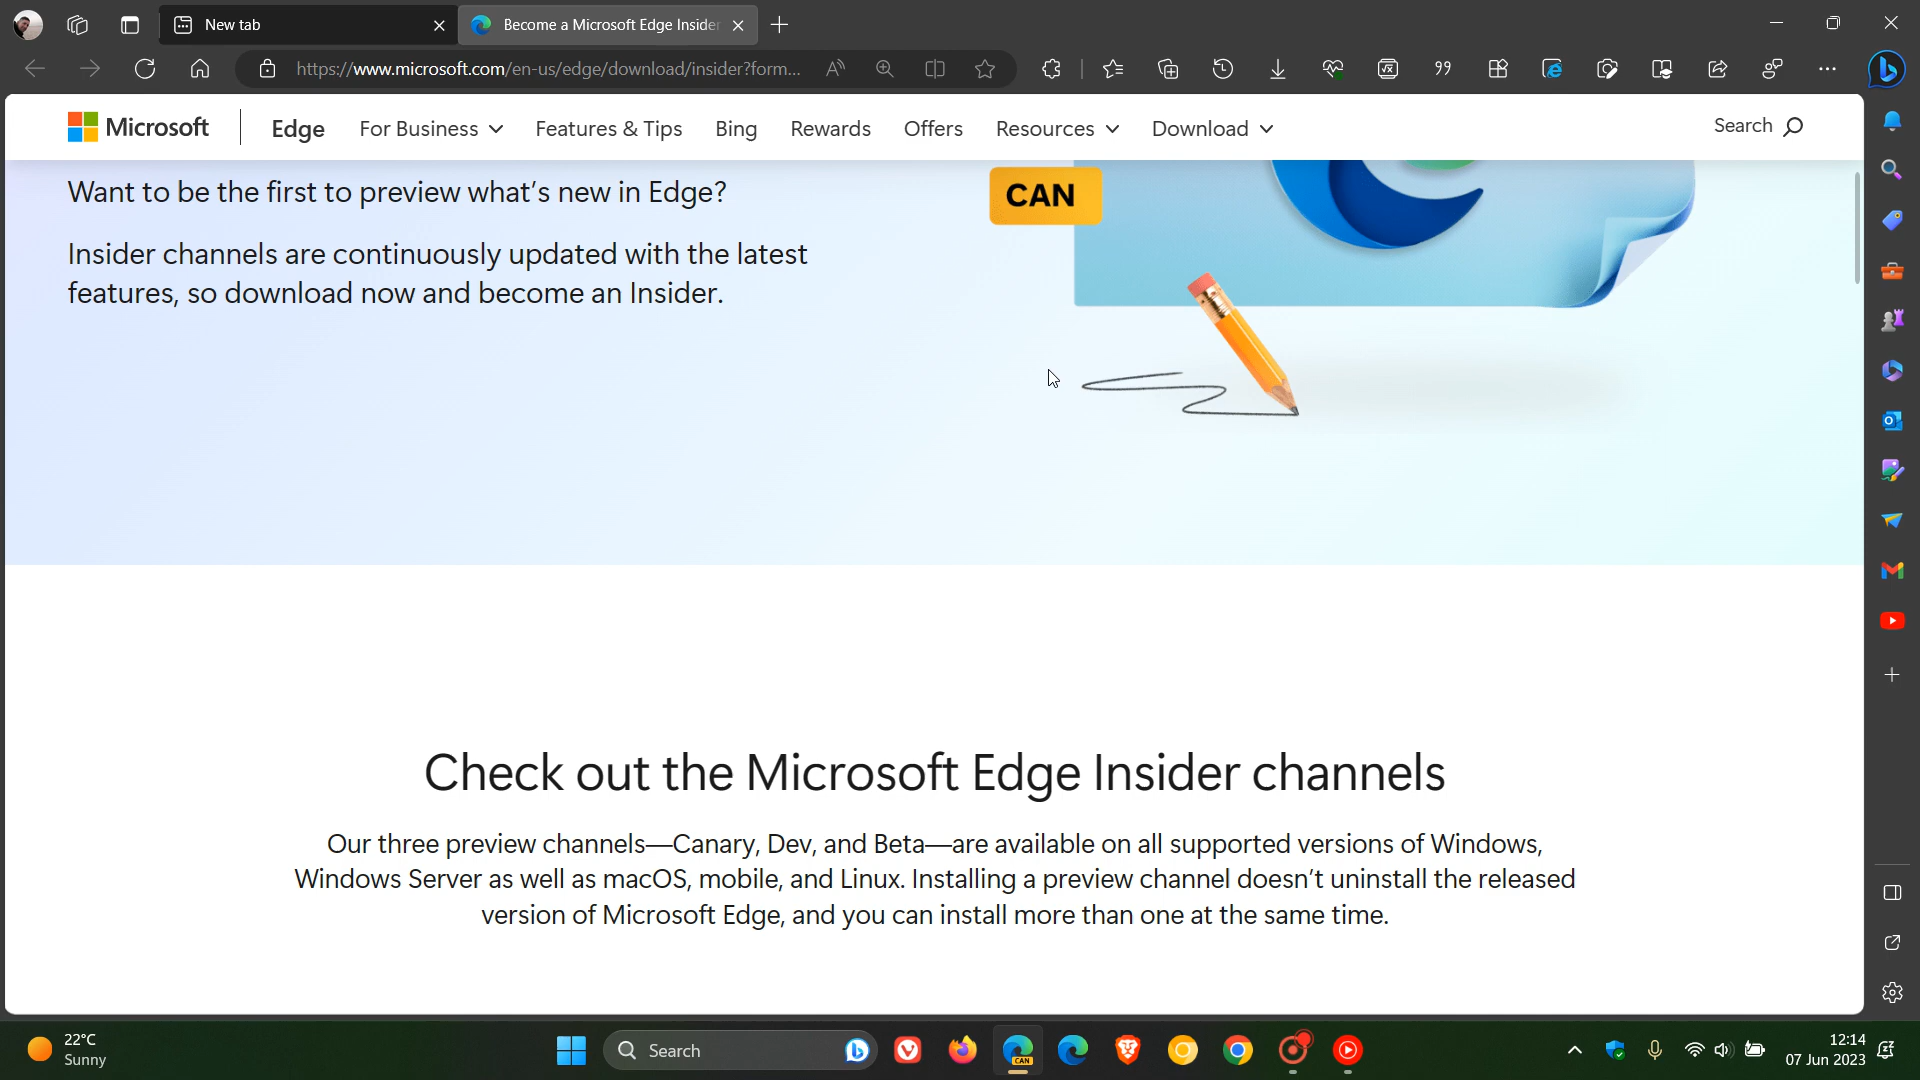 New tab
Become a Microsoft Edge Insider
https://www.microsoft.com/en-us/edge/download/insider?form...
Microsoft
Edge
For Business
Features & Tips
Bing
Rewards
Offers
Resources
Download
Search
Want to be the first to preview what's new in Edge?
Insider channels are continuously updated with the latest
features, so download now and become an Insider.
CAN
Check out the Microsoft Edge Insider channels
Our three preview channels—Canary, Dev, and Beta—are available on all supported versions of Windows,
Windows Server as well as macOS, mobile, and Linux. Installing a preview channel doesn't uninstall the released
version of Microsoft Edge, and you can install more than one at the same time.
22°C
Sunny
Search
CAN
12:14
07 Jun 2023